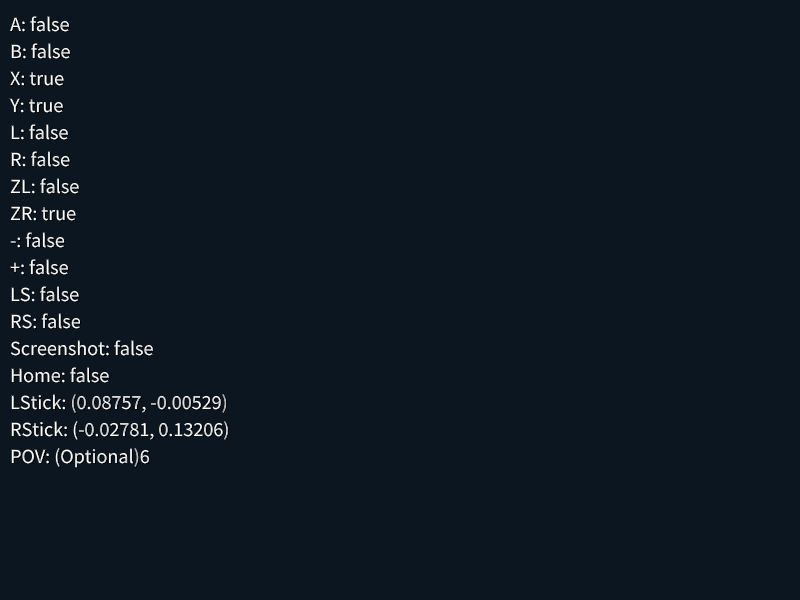 A: false
B: false
X: true
Y: true
L: false
R: false
ZL: false
ZR: true
-: false
+: false
LS: false
RS: false
Screenshot: false
Home: false
LStick: (0.08757, -0.00529)
RStick: (-0.02781, 0.13206)
POV: (Optional)6